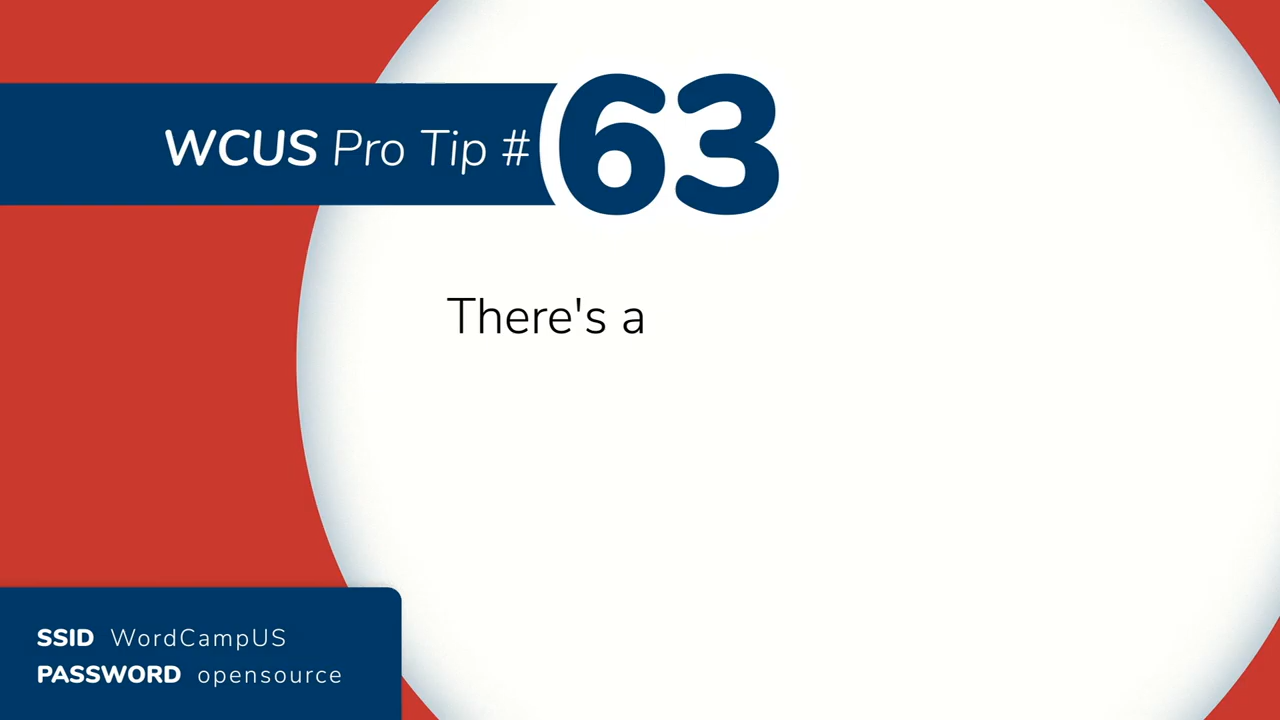 WCUS Pro Tip #63
There's a
SSID WordCampUS
PASSWORD opensource